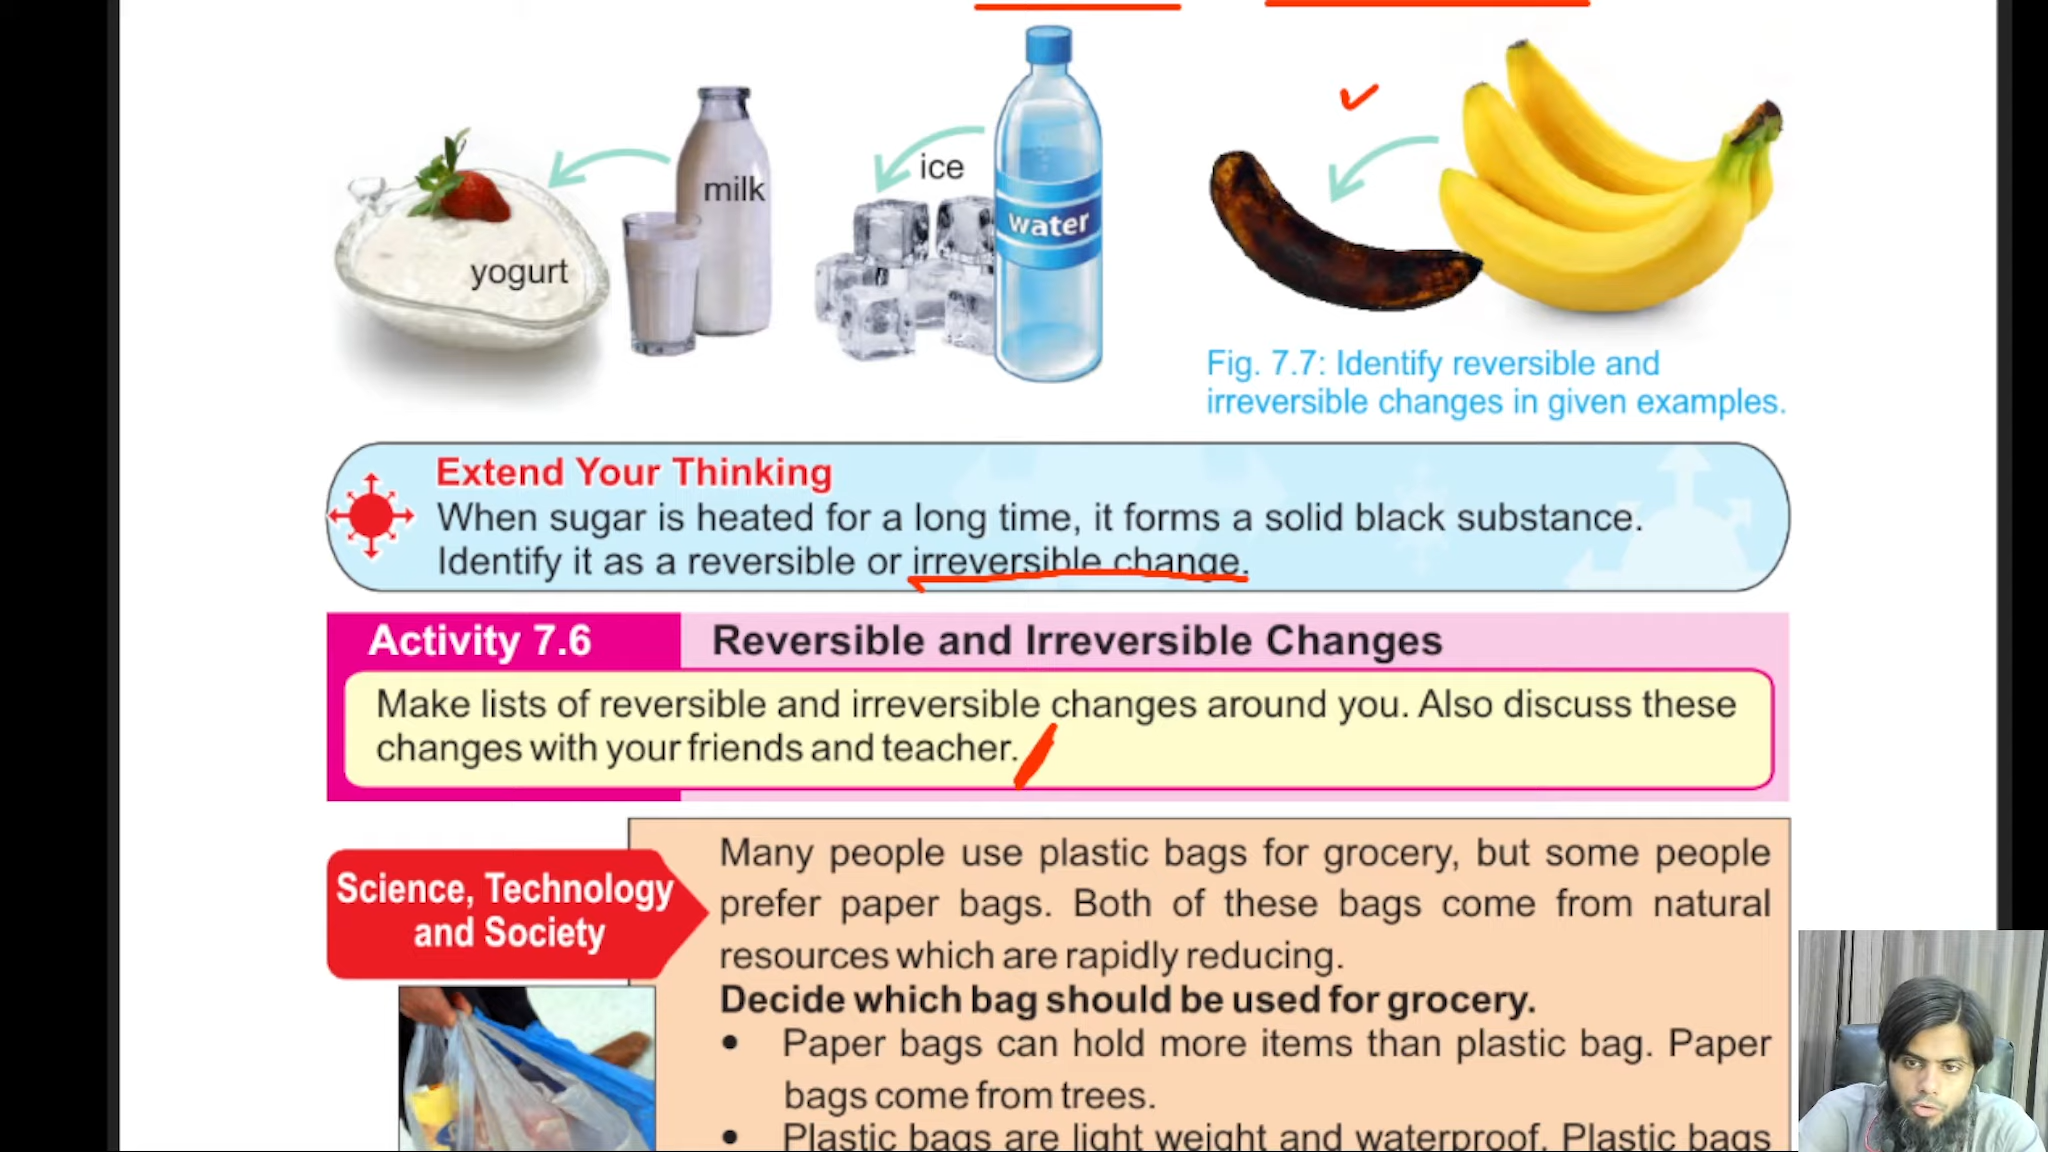 milk
ice
water
yogurt
Fig. 7.7: Identify reversible and
irreversible changes in given examples.
Extend Your Thinking
When sugar is heated for a long time, it forms a solid black substance.
Identify it as a reversible or irreversible change.
Activity 7.6
Reversible and Irreversible Changes
Make lists of reversible and irreversible changes around you. Also discuss these
changes with your friends and teacher.
Science, Technology
and Society
Many people use plastic bags for grocery, but some people
prefer paper bags. Both of these bags come from natural
resources which are rapidly reducing.
Decide which bag should be used for grocery.
• Paper bags can hold more items than plastic bag. Paper
bags come from trees.
• Plastic bags are light weight and waterproof. Plastic bags